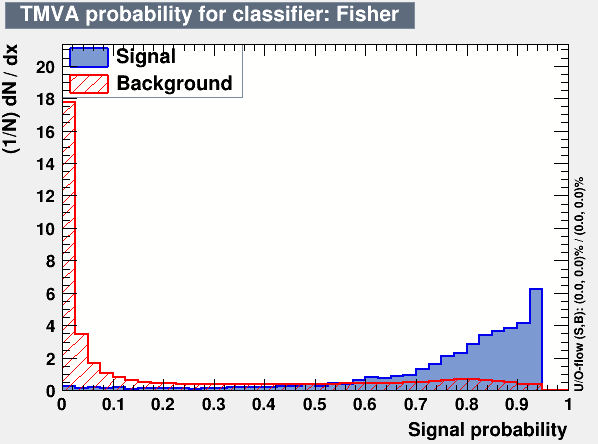 TMVA probability for classifier: Fisher
(1/N) dN / dx
Signal
Background
20
18
16
14
12
10
8
6
4
2
0
0 0.1 0.2 0.3 0.4 0.5 0.6 0.7 0.8 0.9 1
Signal probability
U/O-flow (S,B): (0.0, 0.0)% / (0.0, 0.0)%